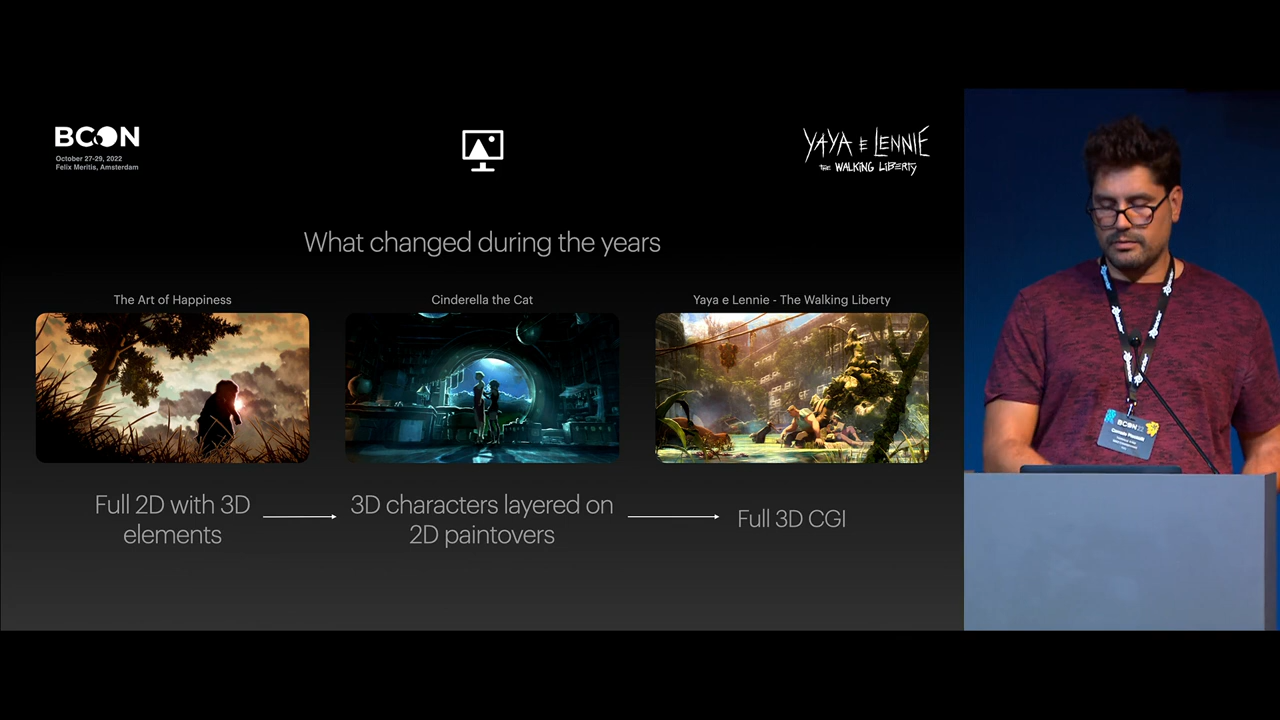 BCON
October 27-29, 2022
Felix Meritis, Amsterdam
YAYA E LENNIE
THE WALKING LIBERTY
What changed during the years
The Art of Happiness
Cinderella the Cat
Yaya e Lennie - The Walking Liberty
Full 2D with 3D
elements
3D characters layered on
2D paintovers
Full 3D CGI
BCON 22